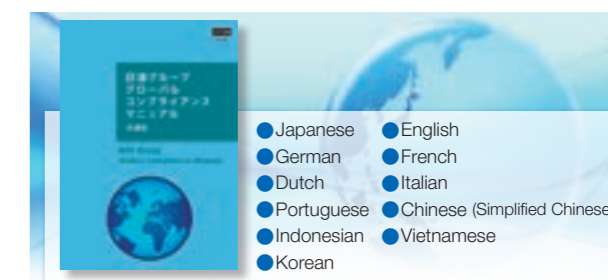 日通グループ
グローバル
コンプライアンス
マニュアル
●Japanese ●English
●German ●French
●Dutch ●Italian
●Portuguese ●Chinese (Simplified Chinese
●Indonesian ●Vietnamese
●Korean